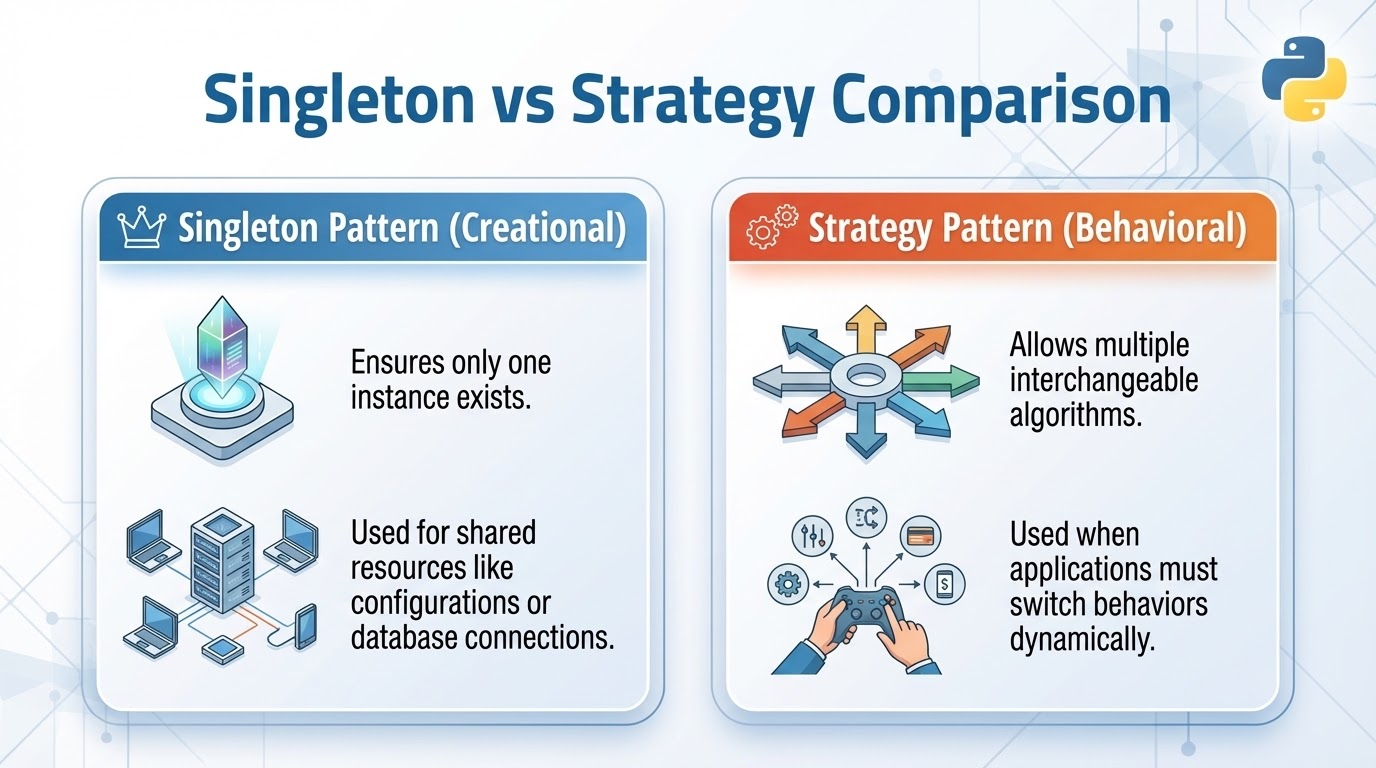 Singleton vs Strategy Comparison
Singleton Pattern (Creational)
Ensures only one
instance exists.
Used for shared
resources like
configurations or
database connections.
Strategy Pattern (Behavioral)
Allows multiple
interchangeable
algorithms.
$
Used when
applications must
switch behaviors
dynamically.